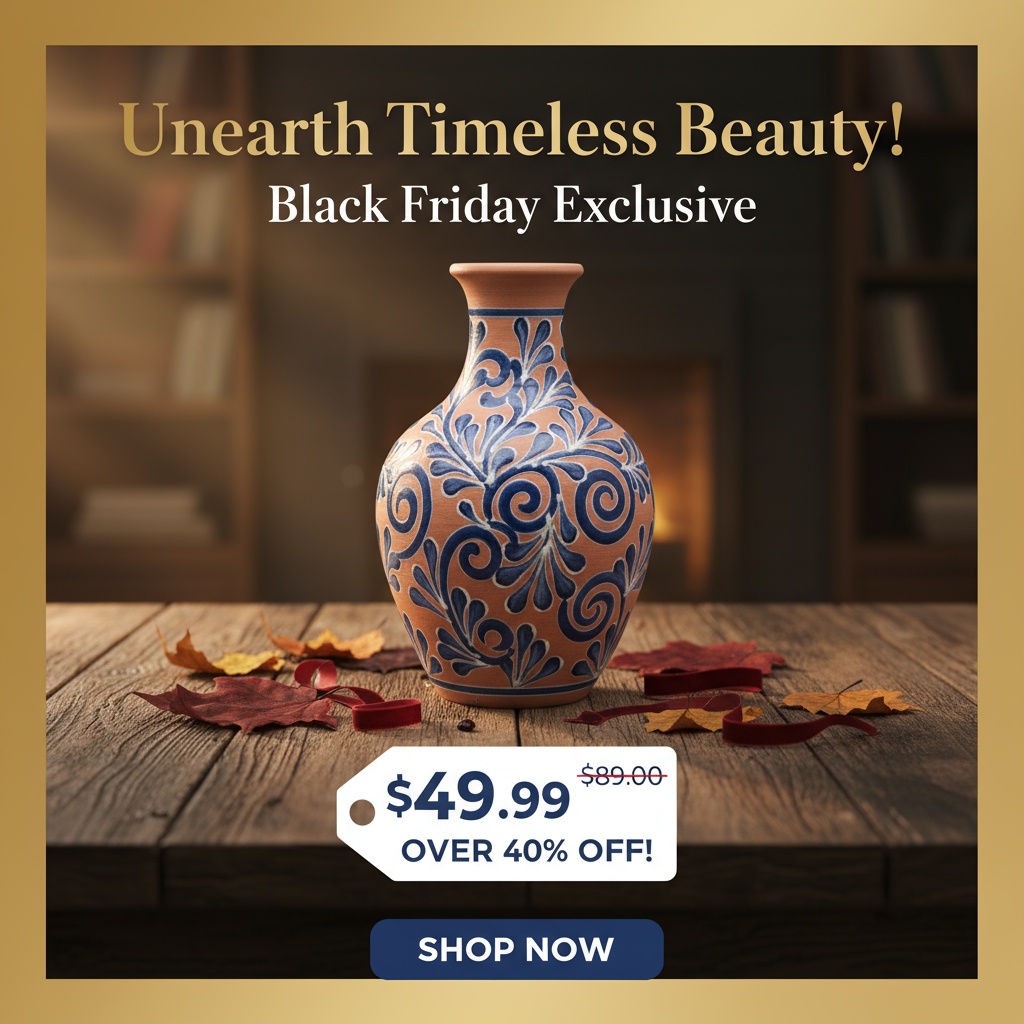 Unearth Timeless Beauty!
Black Friday Exclusive
$49.99 $89.00
OVER 40% OFF!
SHOP NOW